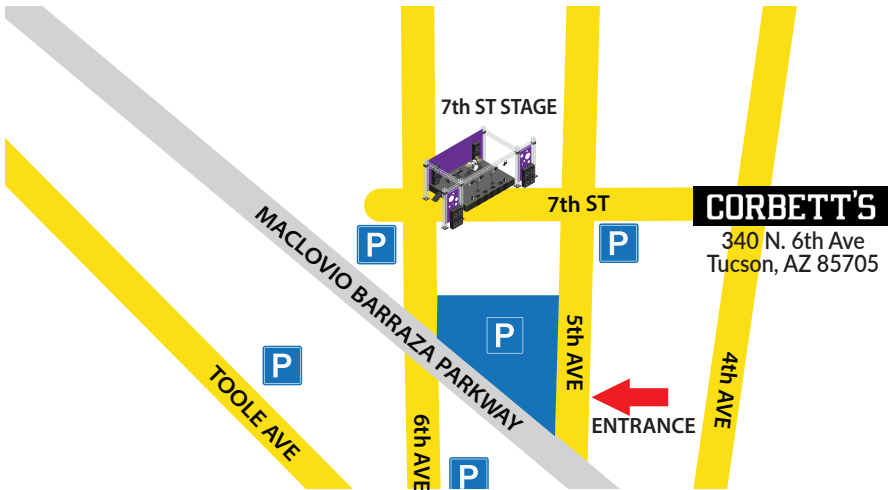 7th ST STAGE
7th ST
CORBETT'S
340 N. 6th Ave
Tucson, AZ 85705
P
P
MACLOVIO BARRAZA PARKWAY
P
P
5th AVE
4th AVE
TOOLE AVE
ENTRANCE
6th AVE
P